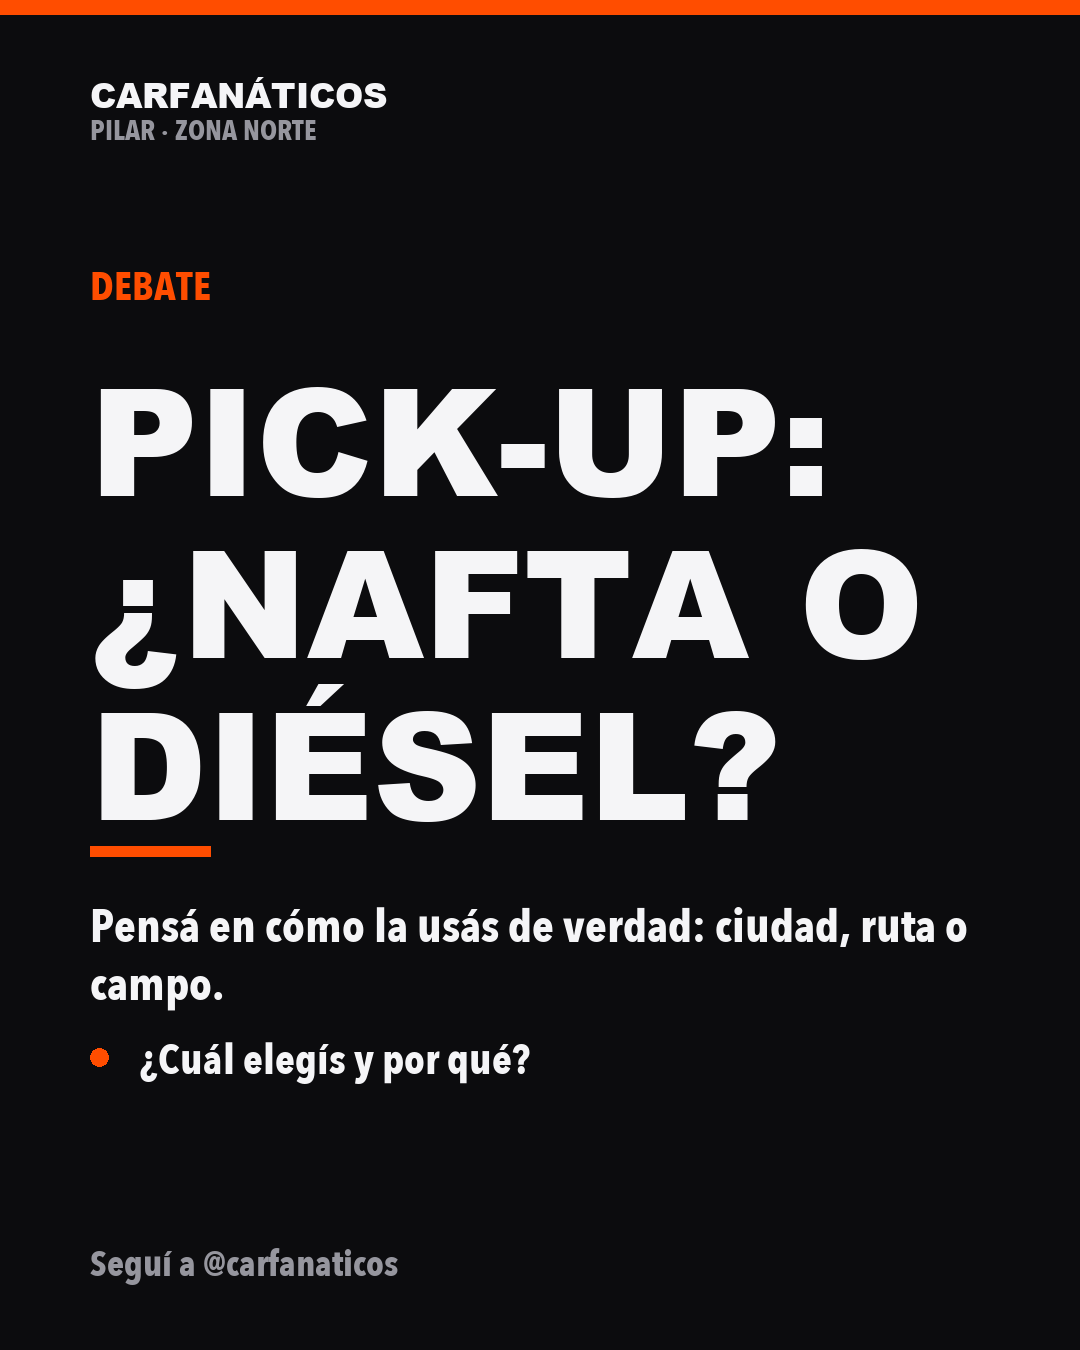 CARFANÁTICOS
PILAR · ZONA NORTE
DEBATE
PICK-UP:
¿NAFTA O
DIÉSEL?
Pensá en cómo la usás de verdad: ciudad, ruta o
campo.
¿Cuál elegís y por qué?
Seguí a @carfanaticos